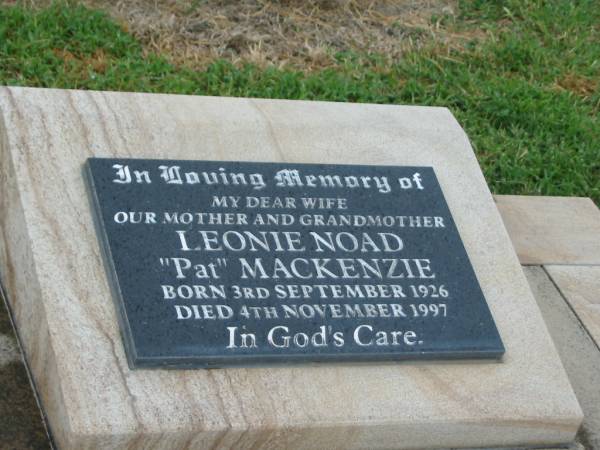 In Loving Memory of
MY DEAR WIFE
OUR MOTHER AND GRANDMOTHER
LEONIE NOAD
"Pat" MACKENZIE
BORN 3RD SEPTEMBER 1926
DIED 4TH NOVEMBER 1997
In God's Care.